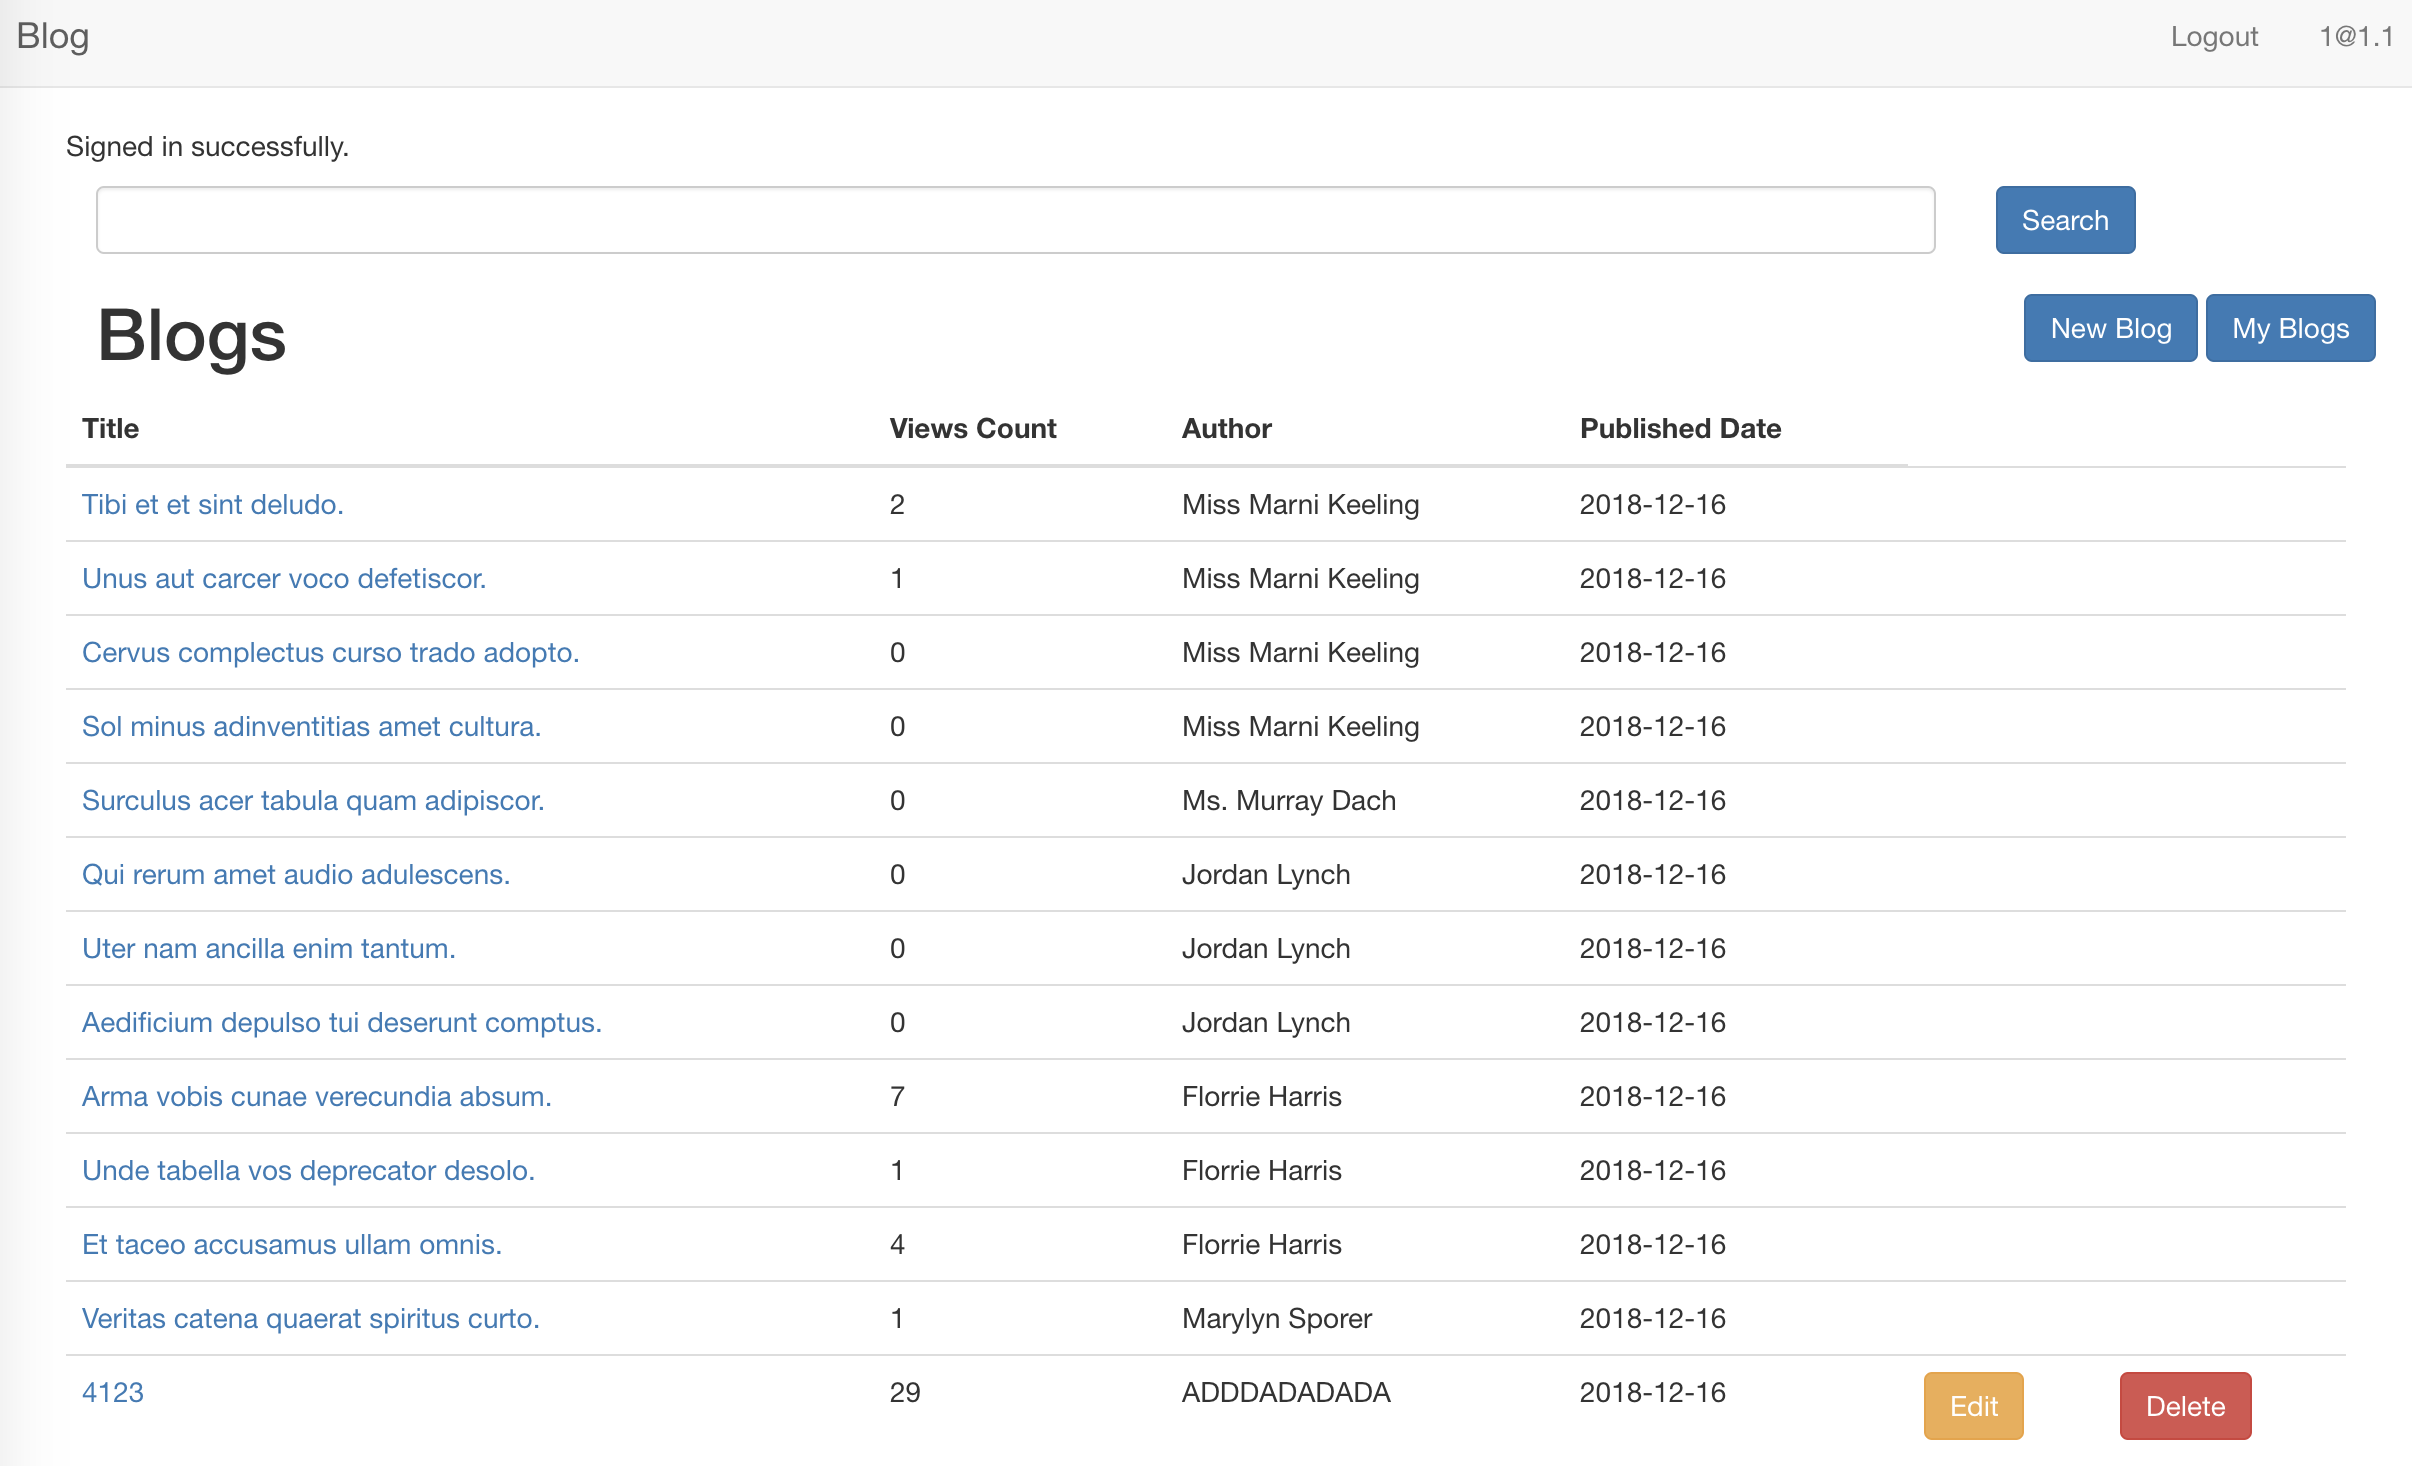 Blog Logout 1@1.1
Signed in successfully.
Search
Blogs New Blog My Blogs
Title Views Count Author Published Date
Tibi et et sint deludo. 2 Miss Marni Keeling 2018-12-16
Unus aut carcer voco defetiscor. 1 Miss Marni Keeling 2018-12-16
Cervus complectus curso trado adopto. 0 Miss Marni Keeling 2018-12-16
Sol minus adinventitias amet cultura. 0 Miss Marni Keeling 2018-12-16
Surculus acer tabula quam adipiscor. 0 Ms. Murray Dach 2018-12-16
Qui rerum amet audio adulescens. 0 Jordan Lynch 2018-12-16
Uter nam ancilla enim tantum. 0 Jordan Lynch 2018-12-16
Aedificium depulso tui deserunt comptus. 0 Jordan Lynch 2018-12-16
Arma vobis cunae verecundia absum. 7 Florrie Harris 2018-12-16
Unde tabella vos deprecator desolo. 1 Florrie Harris 2018-12-16
Et taceo accusamus ullam omnis. 4 Florrie Harris 2018-12-16
Veritas catena quaerat spiritus curto. 1 Marylyn Sporer 2018-12-16
4123 29 ADDDADADADA 2018-12-16 Edit Delete